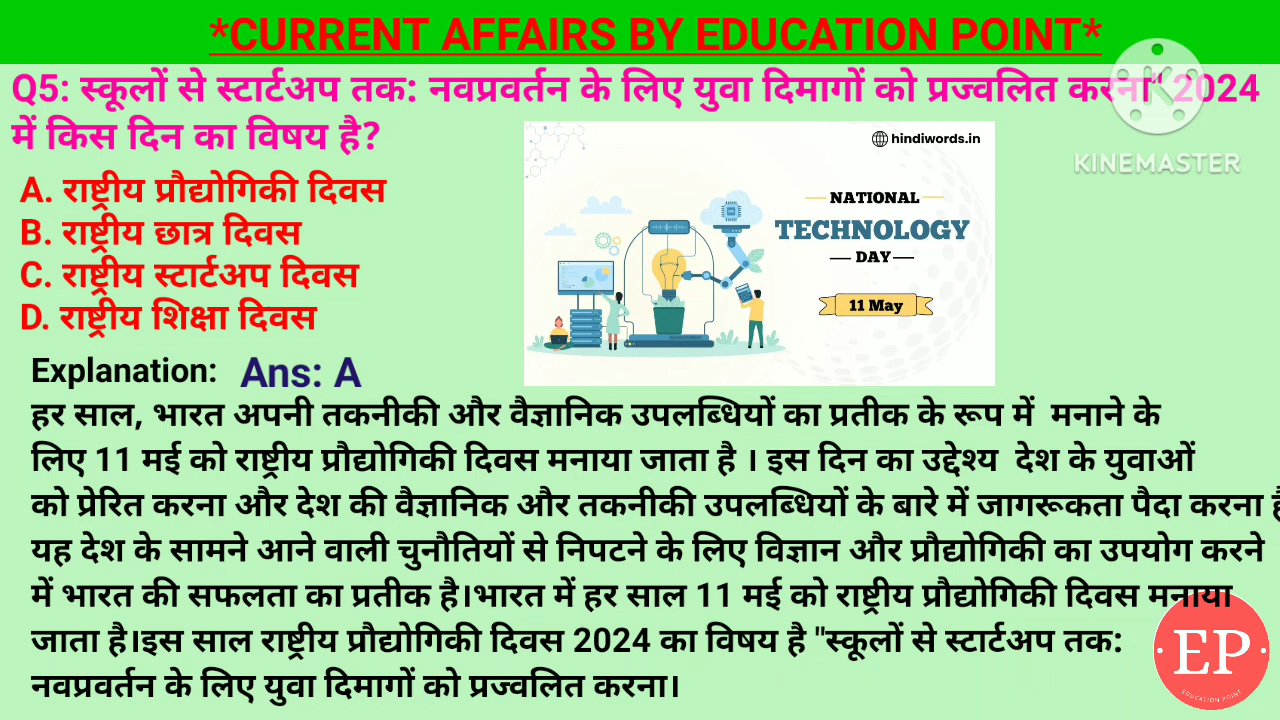 *CURRENT AFFAIRS BY EDUCATION POINT*
Q5: स्कूलों से स्टार्टअप तक: नवप्रवर्तन के लिए युवा दिमागों को प्रज्वलित करना" 2024
में किस दिन का विषय है?
KINEMASTER
hindiwords.in
A. राष्ट्रीय प्रौद्योगिकी दिवस
B. राष्ट्रीय छात्र दिवस
C. राष्ट्रीय स्टार्टअप दिवस
D. राष्ट्रीय शिक्षा दिवस
NATIONAL
TECHNOLOGY
DAY
11 May
Explanation: Ans: A
हर साल, भारत अपनी तकनीकी और वैज्ञानिक उपलब्धियों का प्रतीक के रूप में मनाने के
लिए 11 मई को राष्ट्रीय प्रौद्योगिकी दिवस मनाया जाता है । इस दिन का उद्देश्य देश के युवाओं
को प्रेरित करना और देश की वैज्ञानिक और तकनीकी उपलब्धियों के बारे में जागरूकता पैदा करना है
यह देश के सामने आने वाली चुनौतियों से निपटने के लिए विज्ञान और प्रौद्योगिकी का उपयोग करने
में भारत की सफलता का प्रतीक है।भारत में हर साल 11 मई को राष्ट्रीय प्रौद्योगिकी दिवस मनाया
जाता है।इस साल राष्ट्रीय प्रौद्योगिकी दिवस 2024 का विषय है "स्कूलों से स्टार्टअप तक:
नवप्रवर्तन के लिए युवा दिमागों को प्रज्वलित करना।
EP
EDUCATION POINT